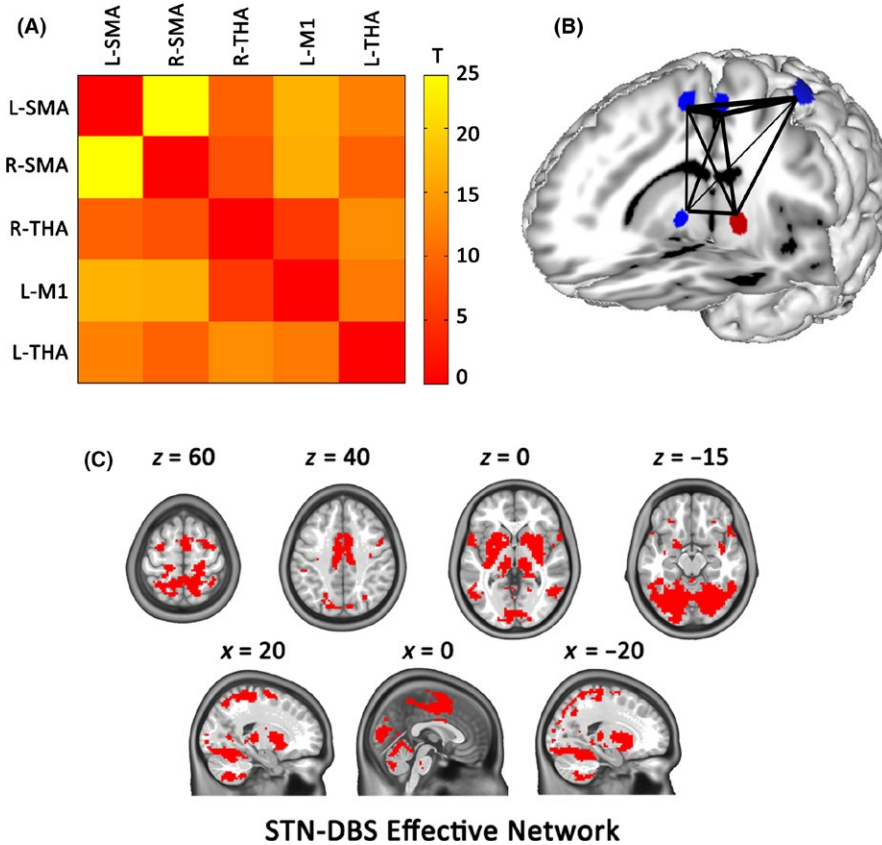 (A)
L-SMA R-SMA R-THA L-M1 L-THA
T
L-SMA
R-SMA
R-THA
L-M1
L-THA
25
20
15
10
5
0
(B)
(C)
z = 60 z = 40 z = 0 z = −15
x = 20 x = 0 x = −20
STN-DBS Effective Network